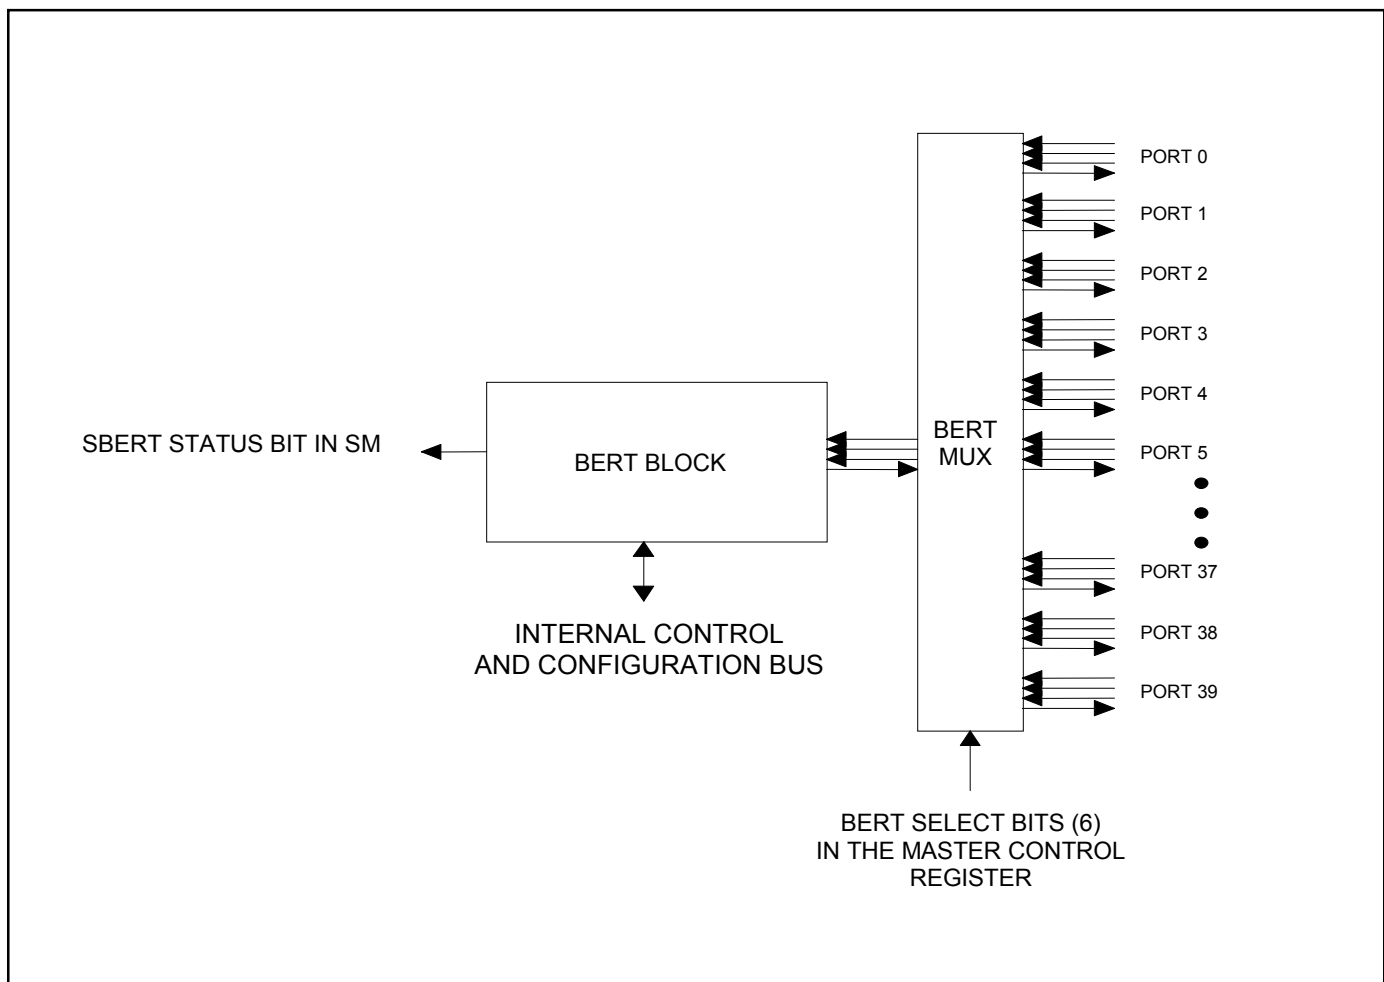 PORT 0
PORT 1
PORT 2
PORT 3
PORT 4
SBERT STATUS BIT IN SM
BERT BLOCK
BERT
MUX
PORT 5
PORT 37
INTERNAL CONTROL
AND CONFIGURATION BUS
PORT 38
PORT 39
BERT SELECT BITS (6)
IN THE MASTER CONTROL
REGISTER